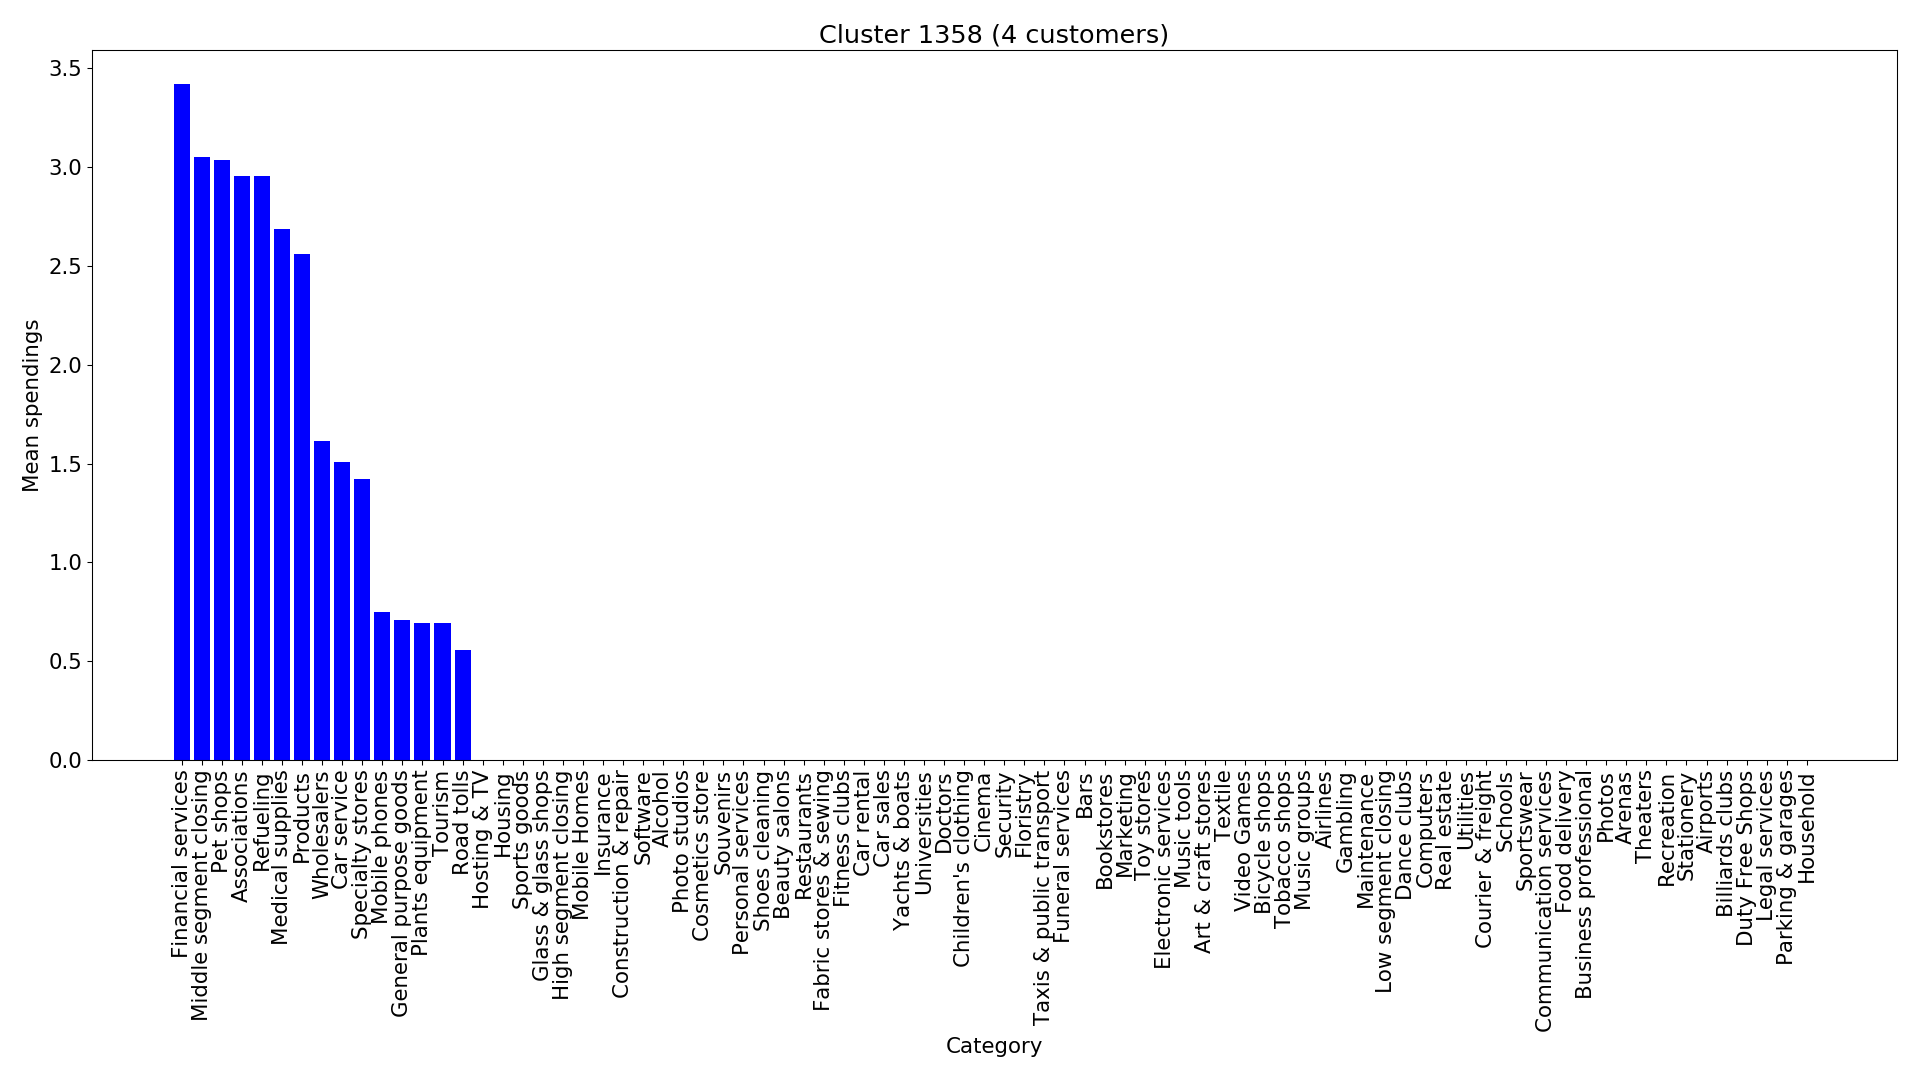 Cluster 1358 (4 customers)
Mean spendings
3.5
3.0
2.5
2.0
1.5
1.0
0.5
0.0
Financial services
Middle segment closing
Pet shops
Associations
Refuelling
Medical supplies
Products
Wholesalers
Car service
Specialty stores
Mobile phones
General purpose goods
Plants equipment
Tourism
Road tolls
Hosting & TV
Housing
Sports goods
Glass & glass shops
High segment closing
Mobile Homes
Insurance
Construction & repair
Software
Alcohol
Photo studios
Cosmetics store
Souvenirs
Personal services
Shoes cleaning
Beauty salons
Restaurants
Fabric stores & sewing
Fitness clubs
Car rental
Car sales
Yachts & boats
Universities
Doctors
Children's clothing
Cinema
Security
Floristry
Taxis & public transport
Funeral services
Bars
Bookstores
Marketing
Toy stores
Electronic services
Music tools
Art & craft stores
Textile
Video Games
Bicycle shops
Tobacco shops
Music groups
Airlines
Gambling
Maintenance
Low segment closing
Dance clubs
Computers
Real estate
Utilities
Courier & freight
Schools
Sportswear
Communication services
Food delivery
Business professional
Photos
Arenas
Theaters
Recreation
Stationery
Airports
Billiards clubs
Duty Free Shops
Legal services
Parking & garages
Household
Category